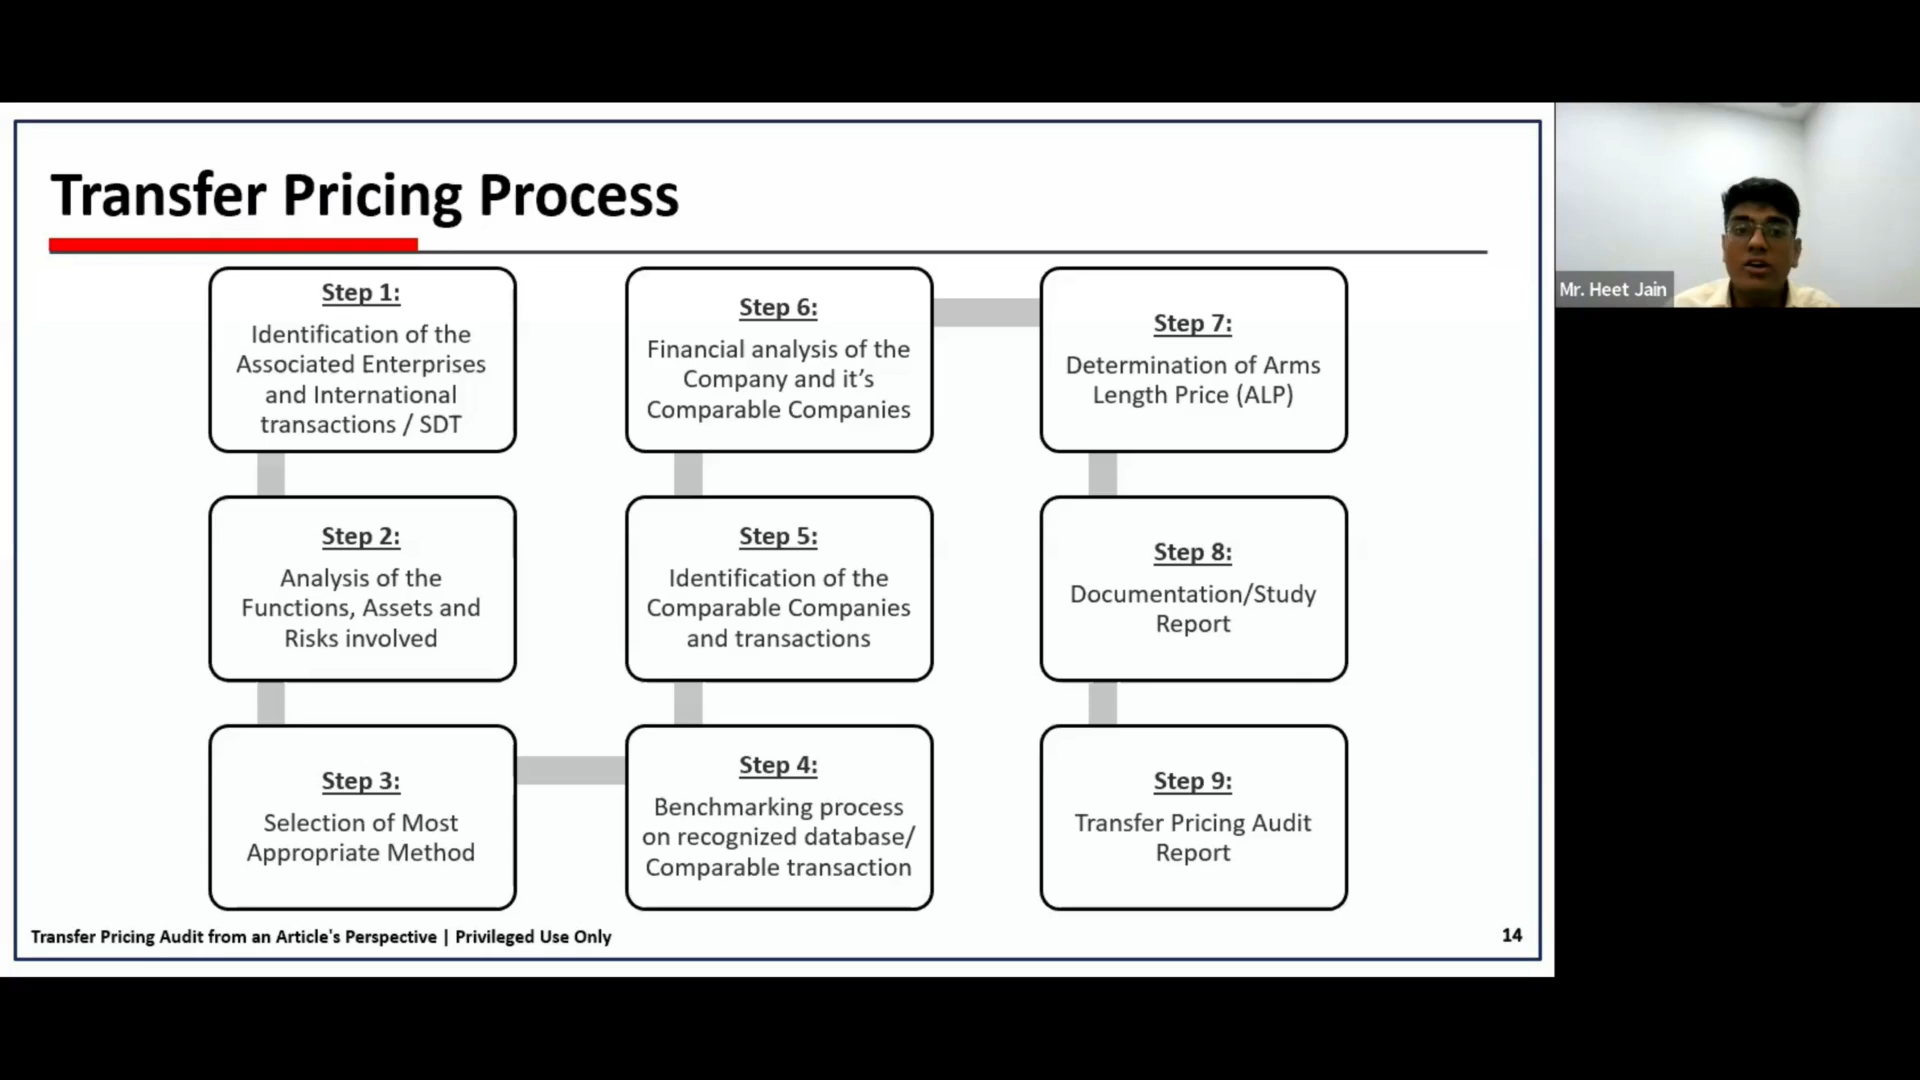 Transfer Pricing Process
Step 1:
Identification of the
Associated Enterprises
and International
transactions / SDT
Step 2:
Analysis of the
Functions, Assets and
Risks involved
Step 3:
Selection of Most
Appropriate Method
Step 4:
Benchmarking process
on recognized database/
Comparable transaction
Step 5:
Identification of the
Comparable Companies
and transactions
Step 6:
Financial analysis of the
Company and it's
Comparable Companies
Step 7:
Determination of Arms
Length Price (ALP)
Step 8:
Documentation/Study
Report
Step 9:
Transfer Pricing Audit
Report
Transfer Pricing Audit from an Article's Perspective | Privileged Use Only
14
Mr. Heet Jain